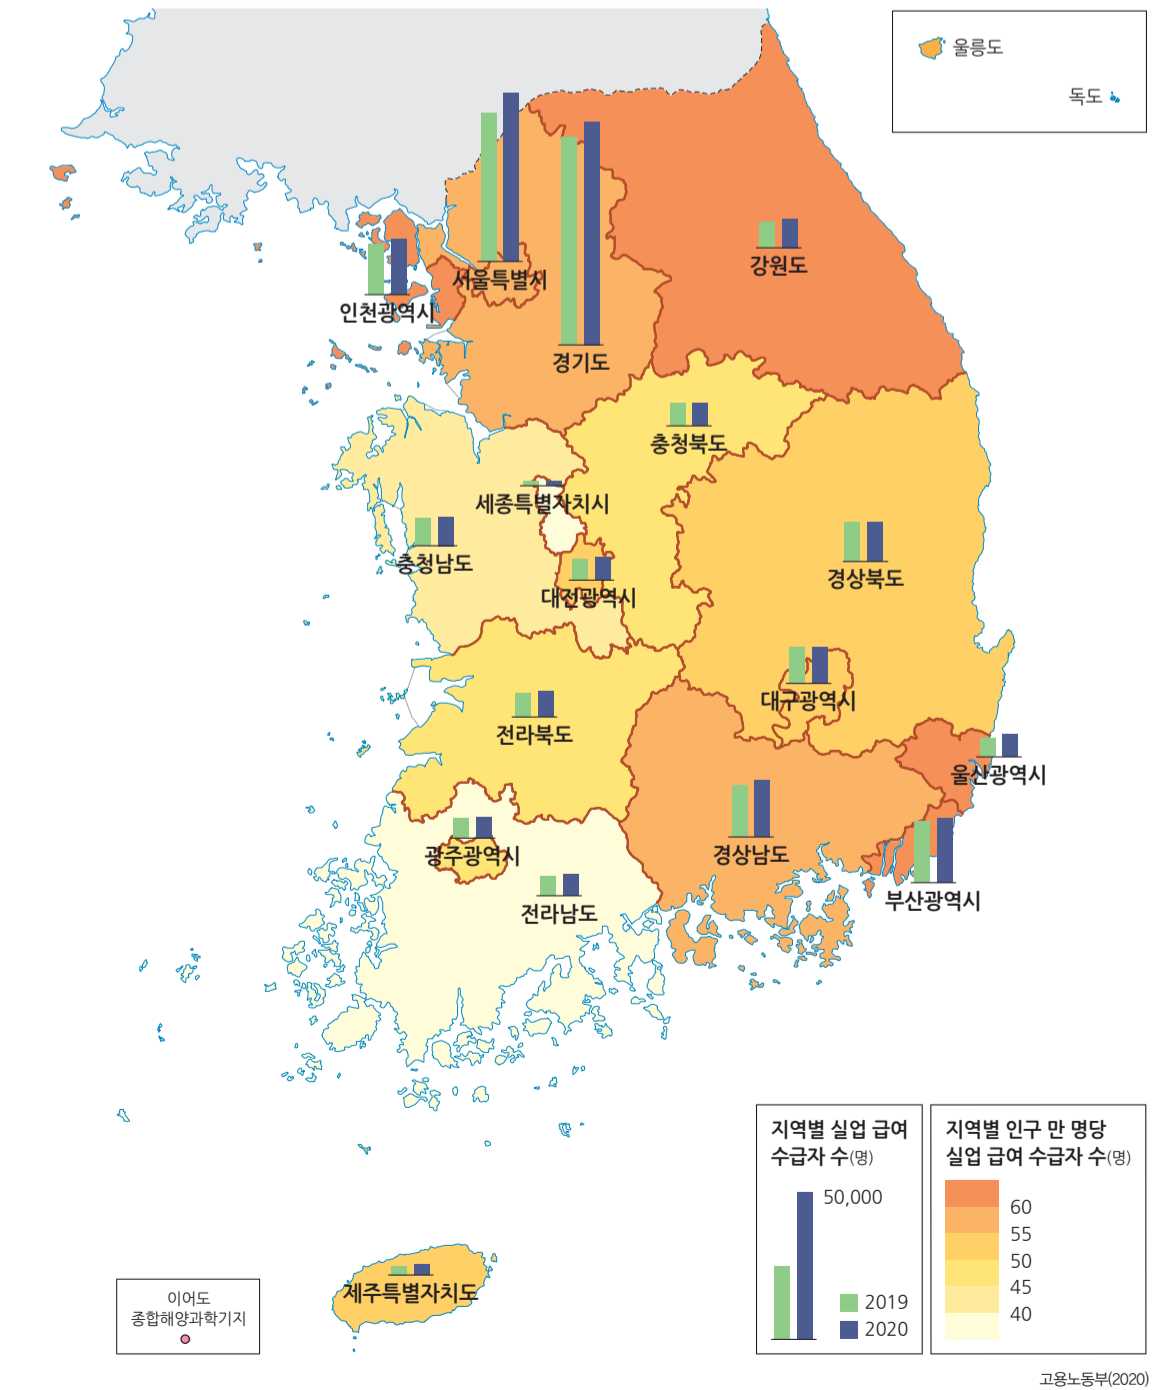 울릉도
독도
서울특별시
인천광역시
강원도
경기도
충청북도
세종특별자치시
충청남도
대전광역시
경상북도
대구광역시
전라북도
울산광역시
광주광역시
경상남도
전라남도
부산광역시
제주특별자치도
이어도
종합해양과학기지
지역별 실업 급여
수급자 수(명)
50,000
2019
2020
지역별 인구 만 명당
실업 급여 수급자 수(명)
60
55
50
45
40
고용노동부(2020)